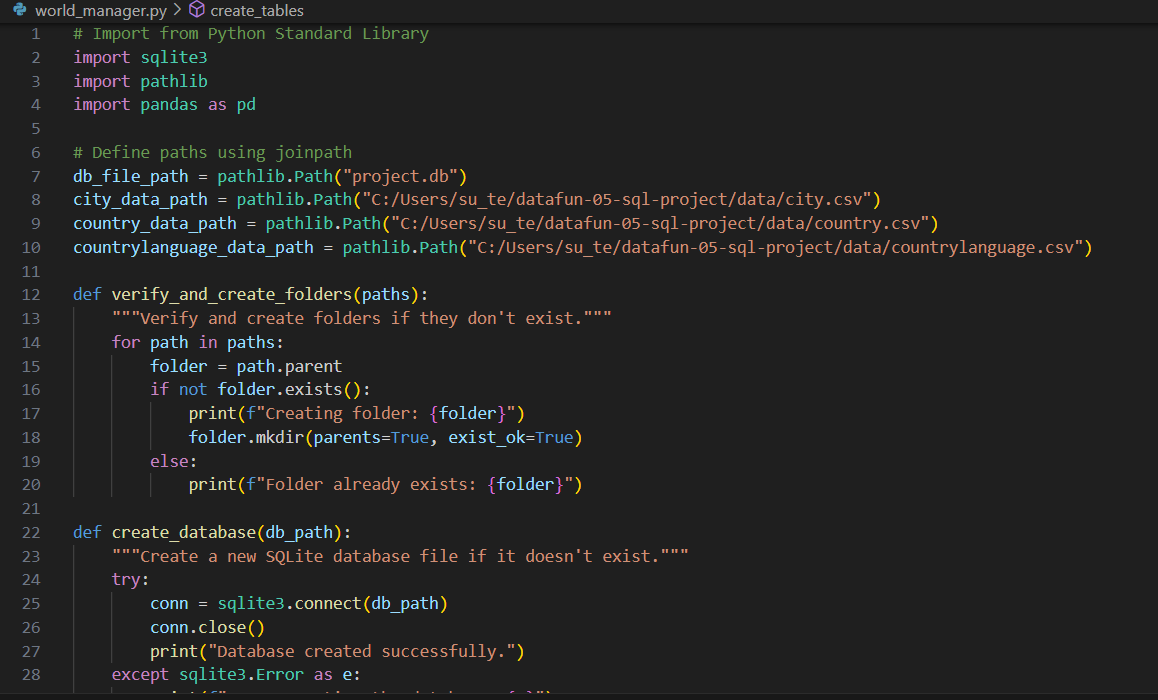 world_manager.py > create_tables
1 # Import from Python Standard Library
2 import sqlite3
3 import pathlib
4 import pandas as pd
5
6 # Define paths using joinpath
7 db_file_path = pathlib.Path("project.db")
8 city_data_path = pathlib.Path("C:/Users/su_te/datafun-05-sql-project/data/city.csv")
9 country_data_path = pathlib.Path("C:/Users/su_te/datafun-05-sql-project/data/country.csv")
10 countrylanguage_data_path = pathlib.Path("C:/Users/su_te/datafun-05-sql-project/data/countrylanguage.csv")
11
12 def verify_and_create_folders(paths):
13     """Verify and create folders if they don't exist."""
14     for path in paths:
15         folder = path.parent
16         if not folder.exists():
17             print(f"Creating folder: {folder}")
18             folder.mkdir(parents=True, exist_ok=True)
19         else:
20             print(f"Folder already exists: {folder}")
21
22 def create_database(db_path):
23     """Create a new SQLite database file if it doesn't exist."""
24     try:
25         conn = sqlite3.connect(db_path)
26         conn.close()
27         print("Database created successfully.")
28     except sqlite3.Error as e: